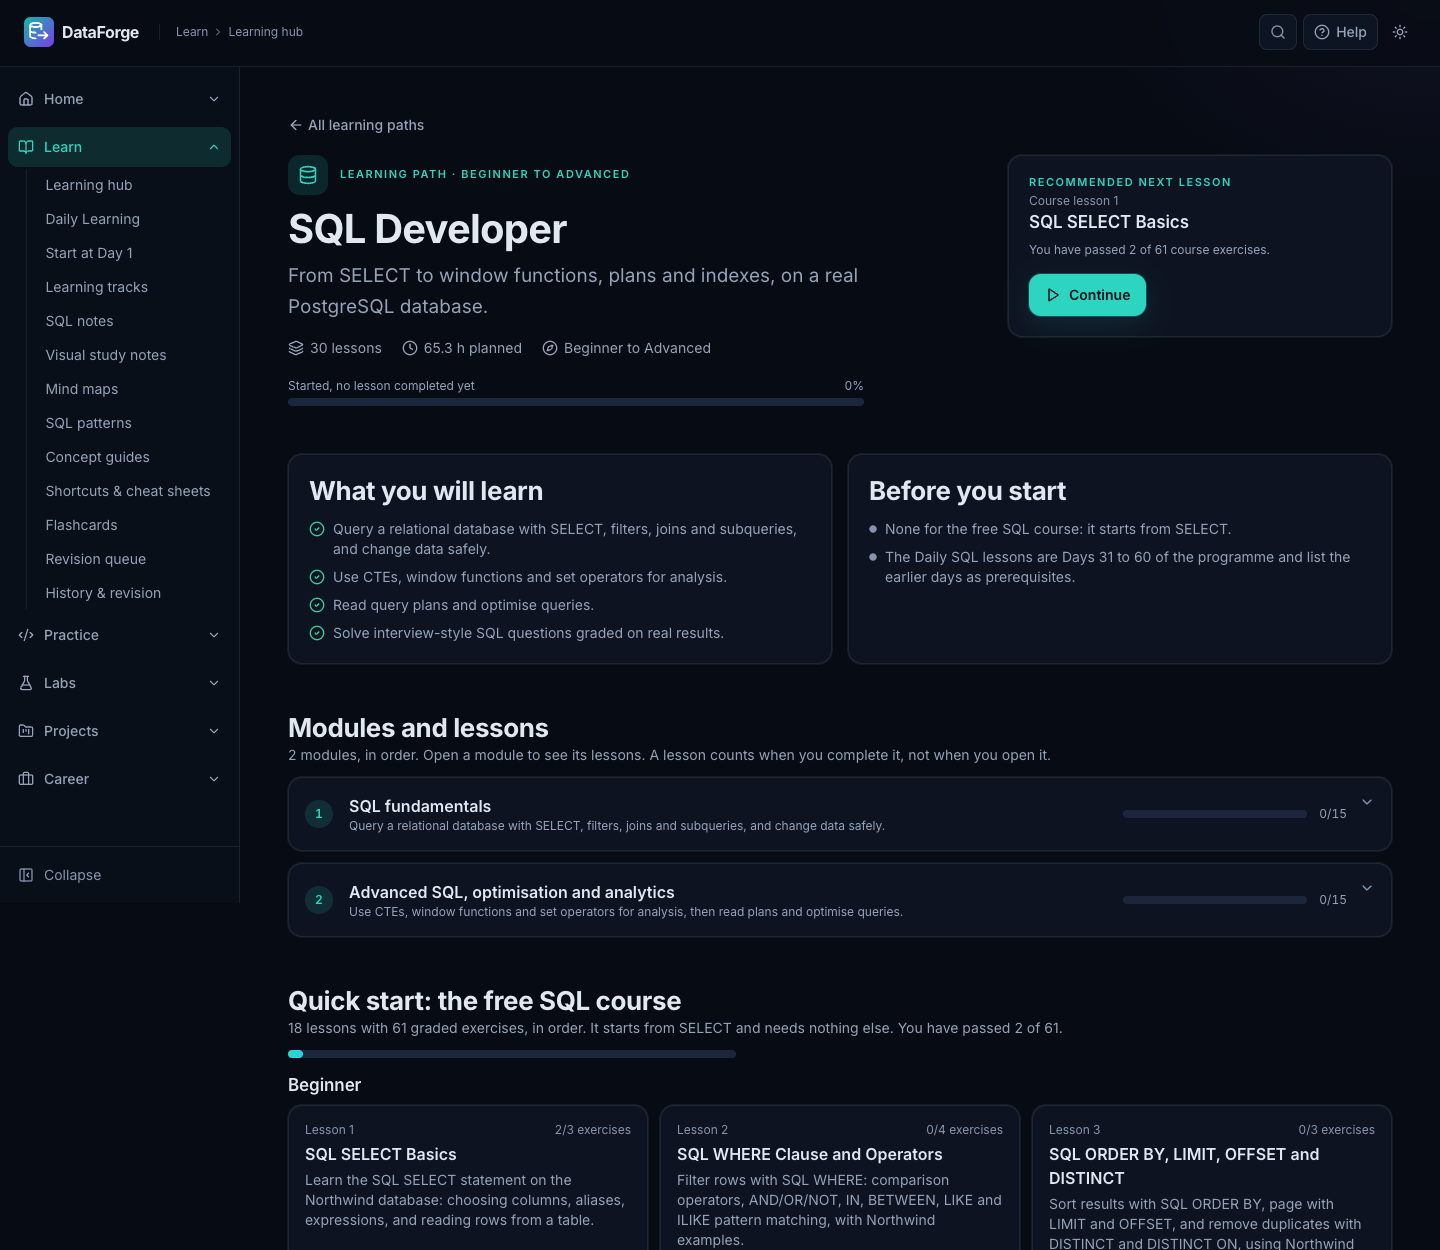 DataForge
Learn > Learning hub
Help
Home
Learn
Learning hub
Daily Learning
Start at Day 1
Learning tracks
SQL notes
Visual study notes
Mind maps
SQL patterns
Concept guides
Shortcuts & cheat sheets
Flashcards
Revision queue
History & revision
Practice
Labs
Projects
Career
Collapse
All learning paths
LEARNING PATH · BEGINNER TO ADVANCED
SQL Developer
From SELECT to window functions, plans and indexes, on a real
PostgreSQL database.
30 lessons
65.3 h planned
Beginner to Advanced
Started, no lesson completed yet
0%
RECOMMENDED NEXT LESSON
Course lesson 1
SQL SELECT Basics
You have passed 2 of 61 course exercises.
Continue
What you will learn
Query a relational database with SELECT, filters, joins and subqueries,
and change data safely.
Use CTEs, window functions and set operators for analysis.
Read query plans and optimise queries.
Solve interview-style SQL questions graded on real results.
Before you start
None for the free SQL course: it starts from SELECT.
The Daily SQL lessons are Days 31 to 60 of the programme and list the
earlier days as prerequisites.
Modules and lessons
2 modules, in order. Open a module to see its lessons. A lesson counts when you complete it, not when you open it.
1
SQL fundamentals
Query a relational database with SELECT, filters, joins and subqueries, and change data safely.
0/15
2
Advanced SQL, optimisation and analytics
Use CTEs, window functions and set operators for analysis, then read plans and optimise queries.
0/15
Quick start: the free SQL course
18 lessons with 61 graded exercises, in order. It starts from SELECT and needs nothing else. You have passed 2 of 61.
Beginner
Lesson 1
2/3 exercises
SQL SELECT Basics
Learn the SQL SELECT statement on the
Northwind database: choosing columns, aliases,
expressions, and reading rows from a table.
Lesson 2
0/4 exercises
SQL WHERE Clause and Operators
Filter rows with SQL WHERE: comparison
operators, AND/OR/NOT, IN, BETWEEN, LIKE and
ILIKE pattern matching, with Northwind
examples.
Lesson 3
0/3 exercises
SQL ORDER BY, LIMIT, OFFSET and
DISTINCT
Sort results with SQL ORDER BY, page with
LIMIT and OFFSET, and remove duplicates with
DISTINCT and DISTINCT ON, using Northwind